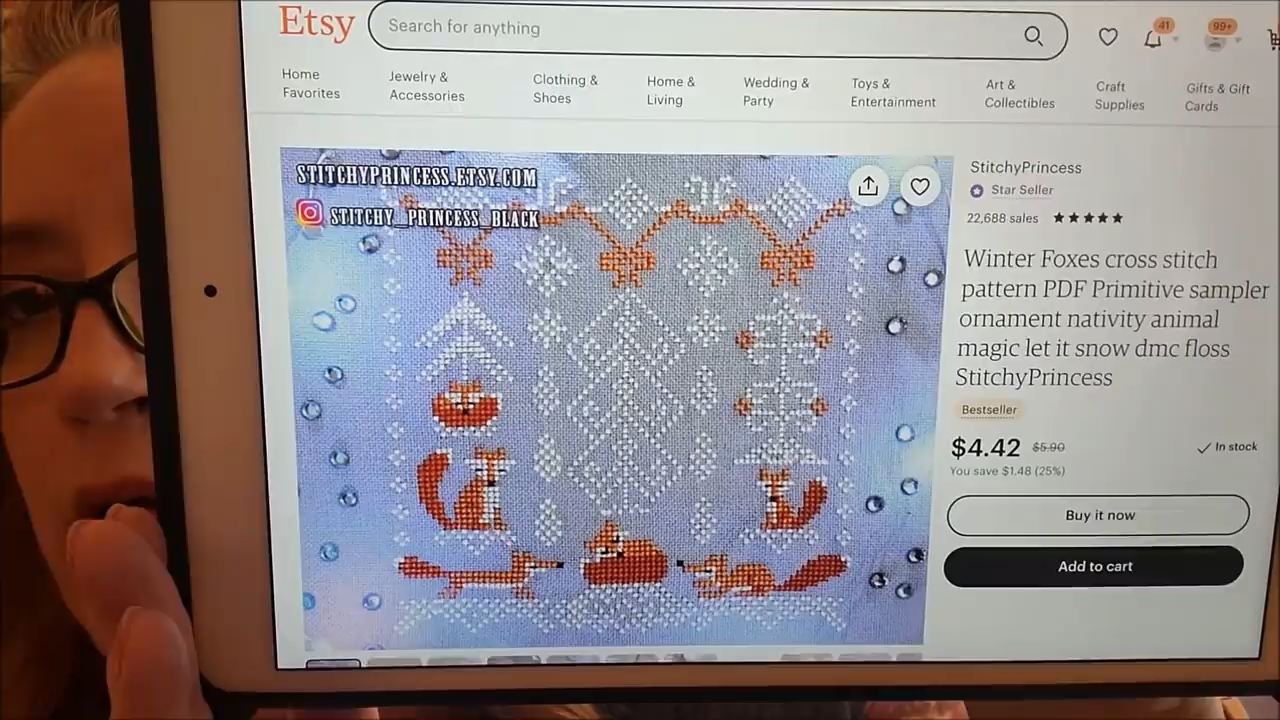 Etsy
Search for anything
41
99+
Home
Favorites
Jewelry &
Accessories
Clothing &
Shoes
Home &
Living
Wedding &
Party
Toys &
Entertainment
Art &
Collectibles
Craft
Supplies
Gifts & Gift
Cards
STITCHYPRINCESS.ETSY.COM
STITCHY_PRINCESS_BLACK
StitchyPrincess
Star Seller
22,688 sales
Winter Foxes cross stitch
pattern PDF Primitive sampler
ornament nativity animal
magic let it snow dmc floss
StitchyPrincess
Bestseller
$4.42 $5.90
In stock
You save $1.48 (25%)
Buy it now
Add to cart